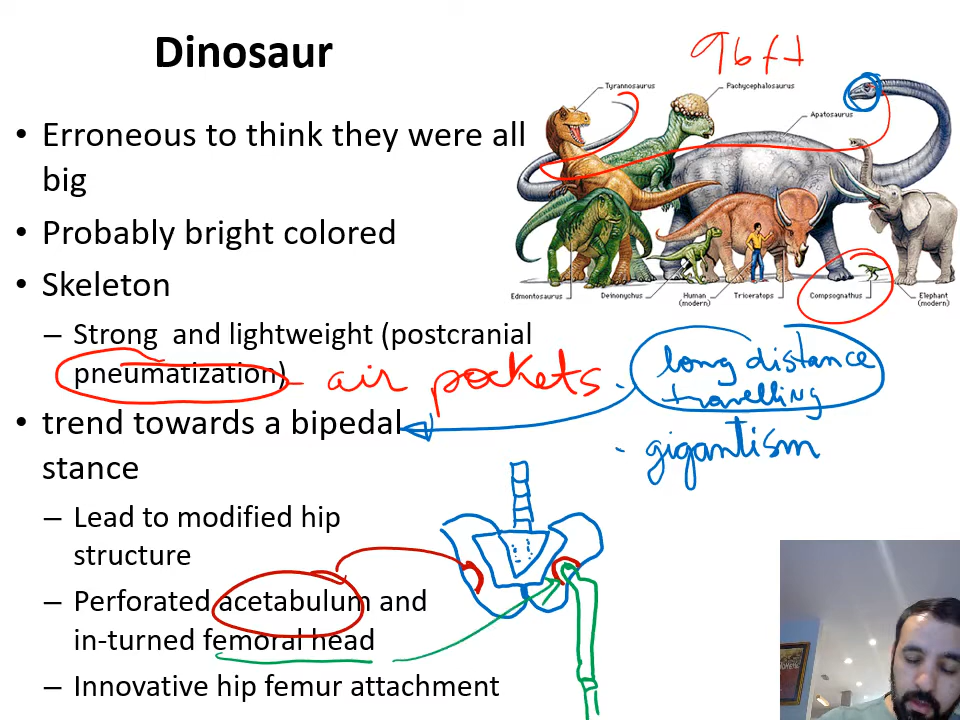 Dinosaur
96 ft
Tyrannosaurus
Pachycephalosaurus
Apatosaurus
Edmontosaurus
Deinonychus
Human
(modern)
Triceratops
Compsognathus
Elephant
(modern)
• Erroneous to think they were all
big
• Probably bright colored
• Skeleton
– Strong and lightweight (postcranial
pneumatization)
- air pockets
• trend towards a bipedal
stance
– Lead to modified hip
structure
– Perforated acetabulum and
in-turned femoral head
– Innovative hip femur attachment
long distance
travelling
gigantism